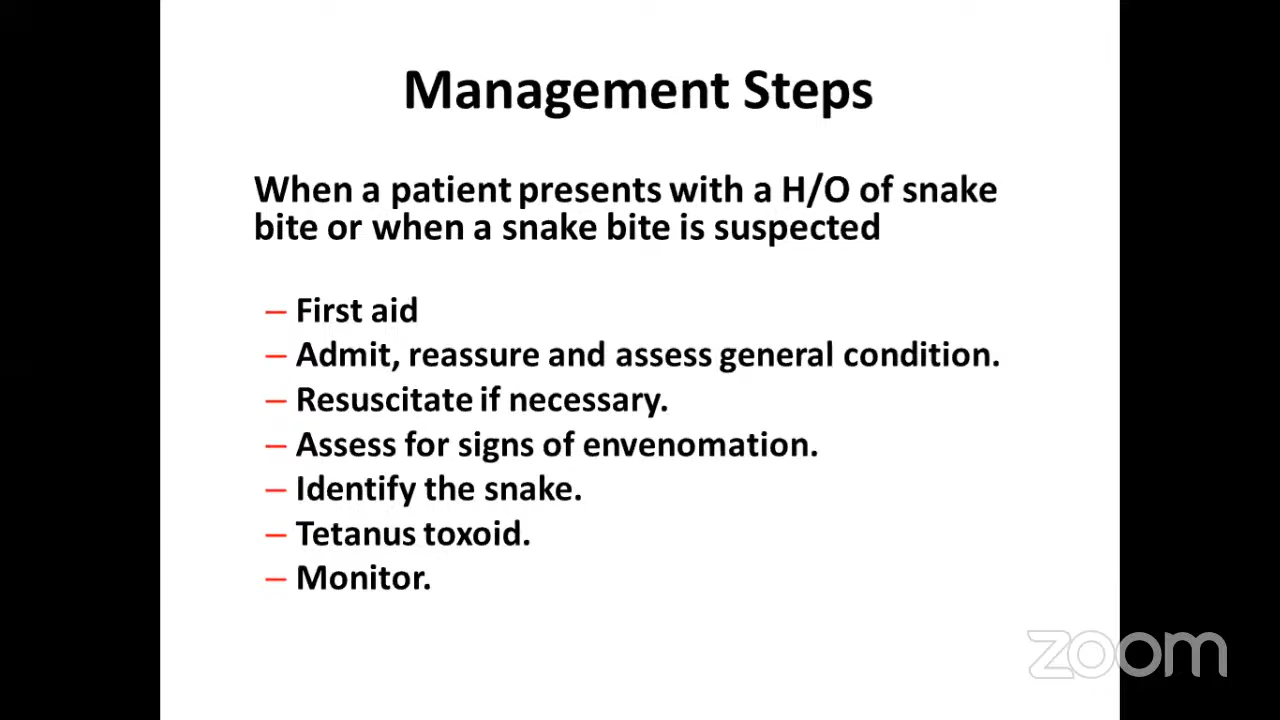 Management Steps
When a patient presents with a H/O of snake
bite or when a snake bite is suspected
– First aid
– Admit, reassure and assess general condition.
– Resuscitate if necessary.
– Assess for signs of envenomation.
– Identify the snake.
– Tetanus toxoid.
– Monitor.
zoom